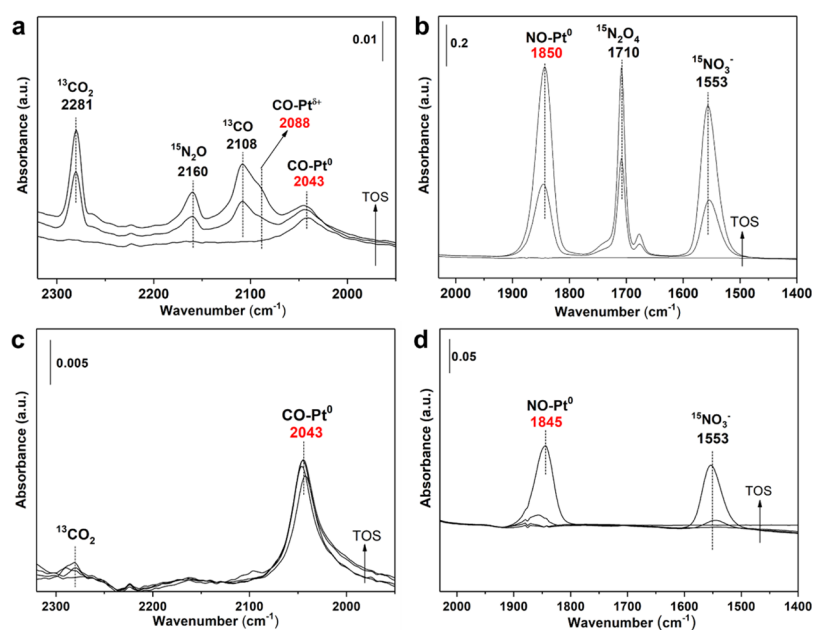 a
0.01
¹³CO₂
2281
¹⁵N₂O
2160
¹³CO
2108
CO-Ptᵟ⁺
2088
CO-Pt⁰
2043
TOS
Absorbance (a.u.)
2300 2200 2100 2000
Wavenumber (cm⁻¹)
b
0.2
NO-Pt⁰
1850
¹⁵N₂O₄
1710
¹⁵NO₃⁻
1553
TOS
Absorbance (a.u.)
2000 1900 1800 1700 1600 1500 1400
Wavenumber (cm⁻¹)
c
0.005
CO-Pt⁰
2043
¹³CO₂
TOS
Absorbance (a.u.)
2300 2200 2100 2000
Wavenumber (cm⁻¹)
d
0.05
NO-Pt⁰
1845
¹⁵NO₃⁻
1553
TOS
Absorbance (a.u.)
2000 1900 1800 1700 1600 1500 1400
Wavenumber (cm⁻¹)